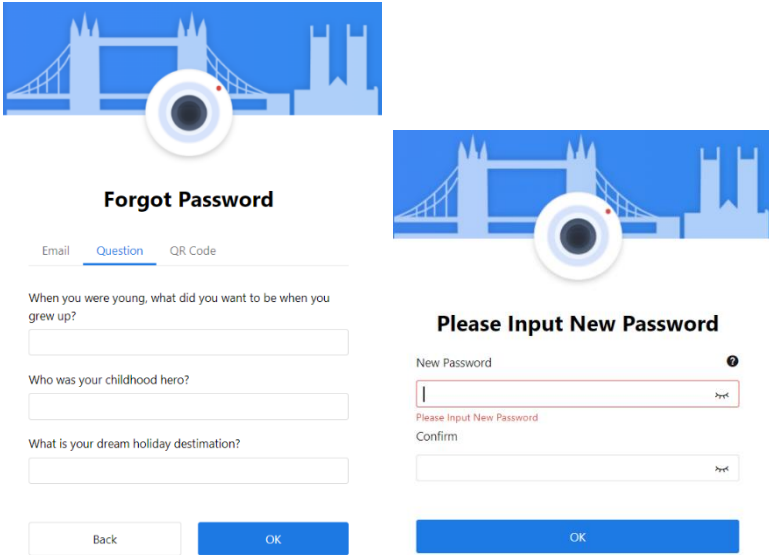 Forgot Password
Email Question QR Code
When you were young, what did you want to be when you
grew up?
Who was your childhood hero?
What is your dream holiday destimation?
Back OK
Please Input New Password
New Password
Please Input New Password
Confirm
OK